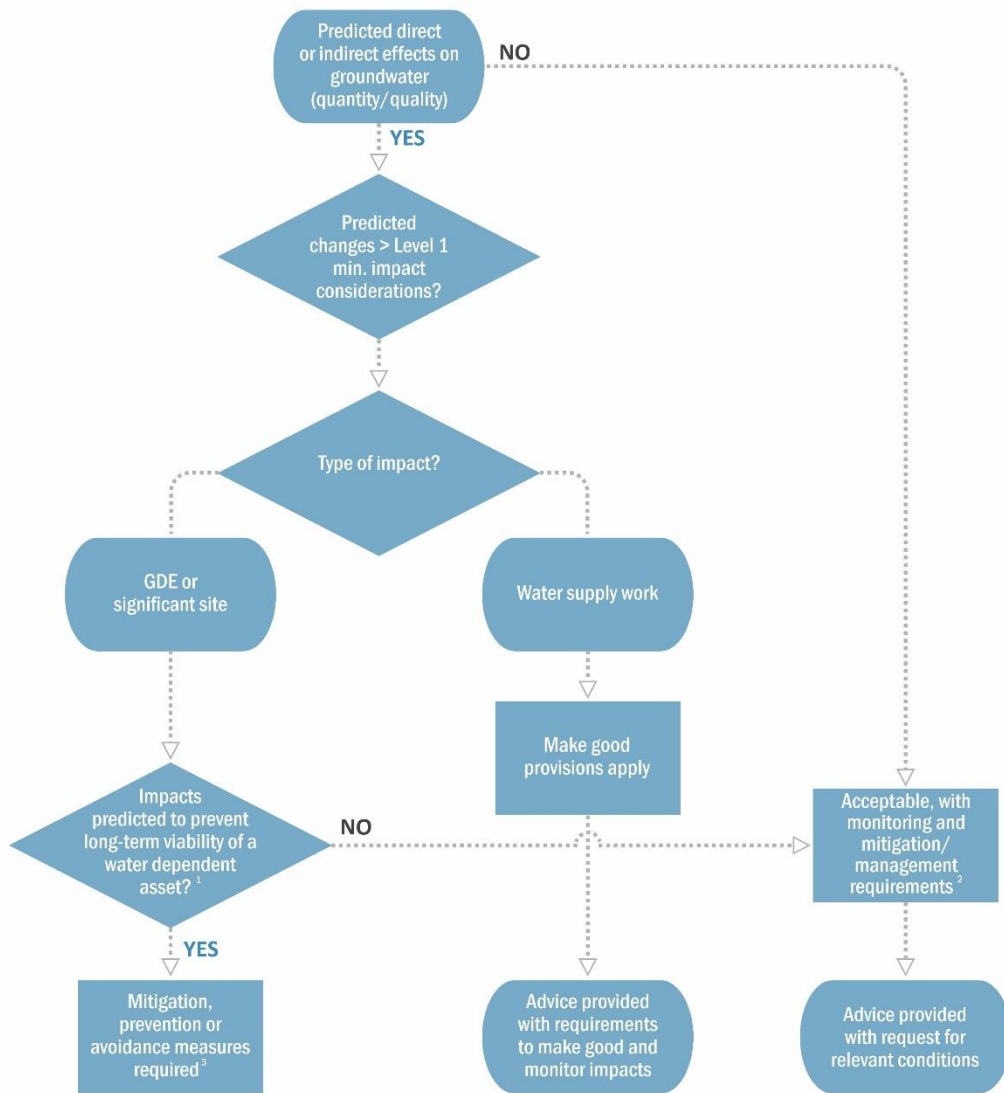 Predicted direct
or indirect effects on
groundwater
(quantity/quality)
NO
YES
Predicted
changes > Level 1
min. impact
considerations?
Type of impact?
GDE or
significant site
Water supply work
Make good
provisions apply
Impacts
predicted to prevent
long-term viability of a
water dependent
asset? 1
NO
Acceptable, with
monitoring and
mitigation/
management
requirements 2
YES
Mitigation,
prevention or
avoidance measures
required 3
Advice provided
with requirements
to make good and
monitor impacts
Advice provided
with request for
relevant conditions